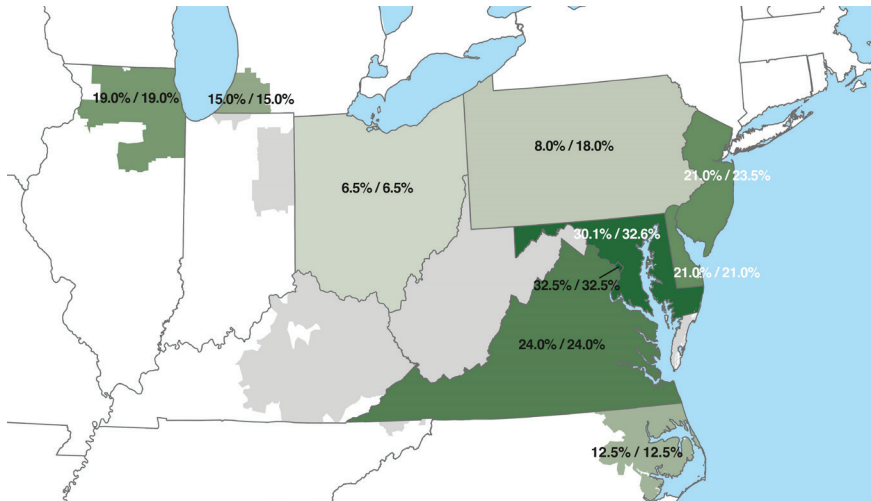 19.0% / 19.0%
15.0% / 15.0%
8.0% / 18.0%
21.0% / 23.5%
6.5% / 6.5%
30.1% / 32.6%
21.0% / 21.0%
32.5% / 32.5%
24.0% / 24.0%
12.5% / 12.5%